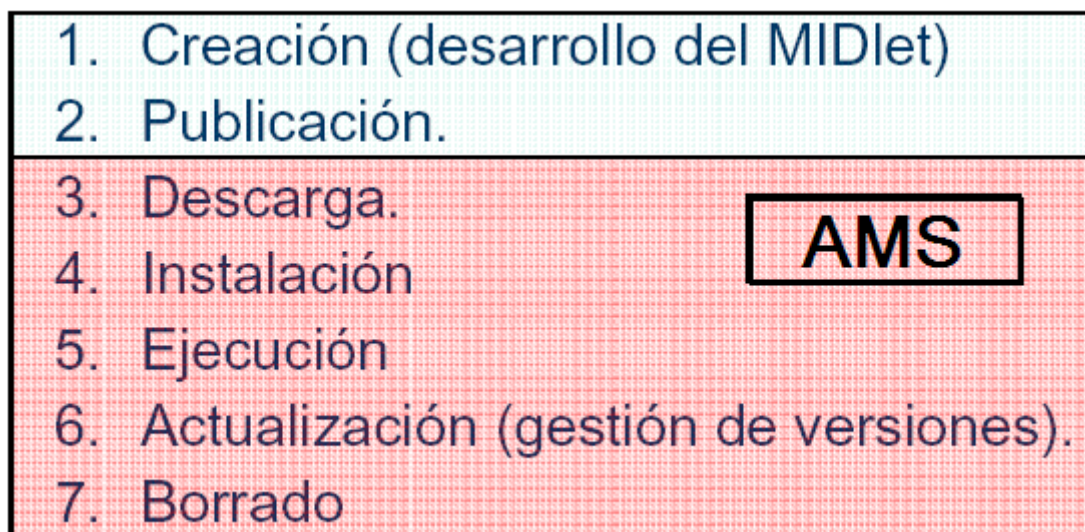 1. Creación (desarrollo del MIDlet)
2. Publicación.
3. Descarga.
AMS
4. Instalación
5. Ejecución
6. Actualización (gestión de versiones).
7. Borrado